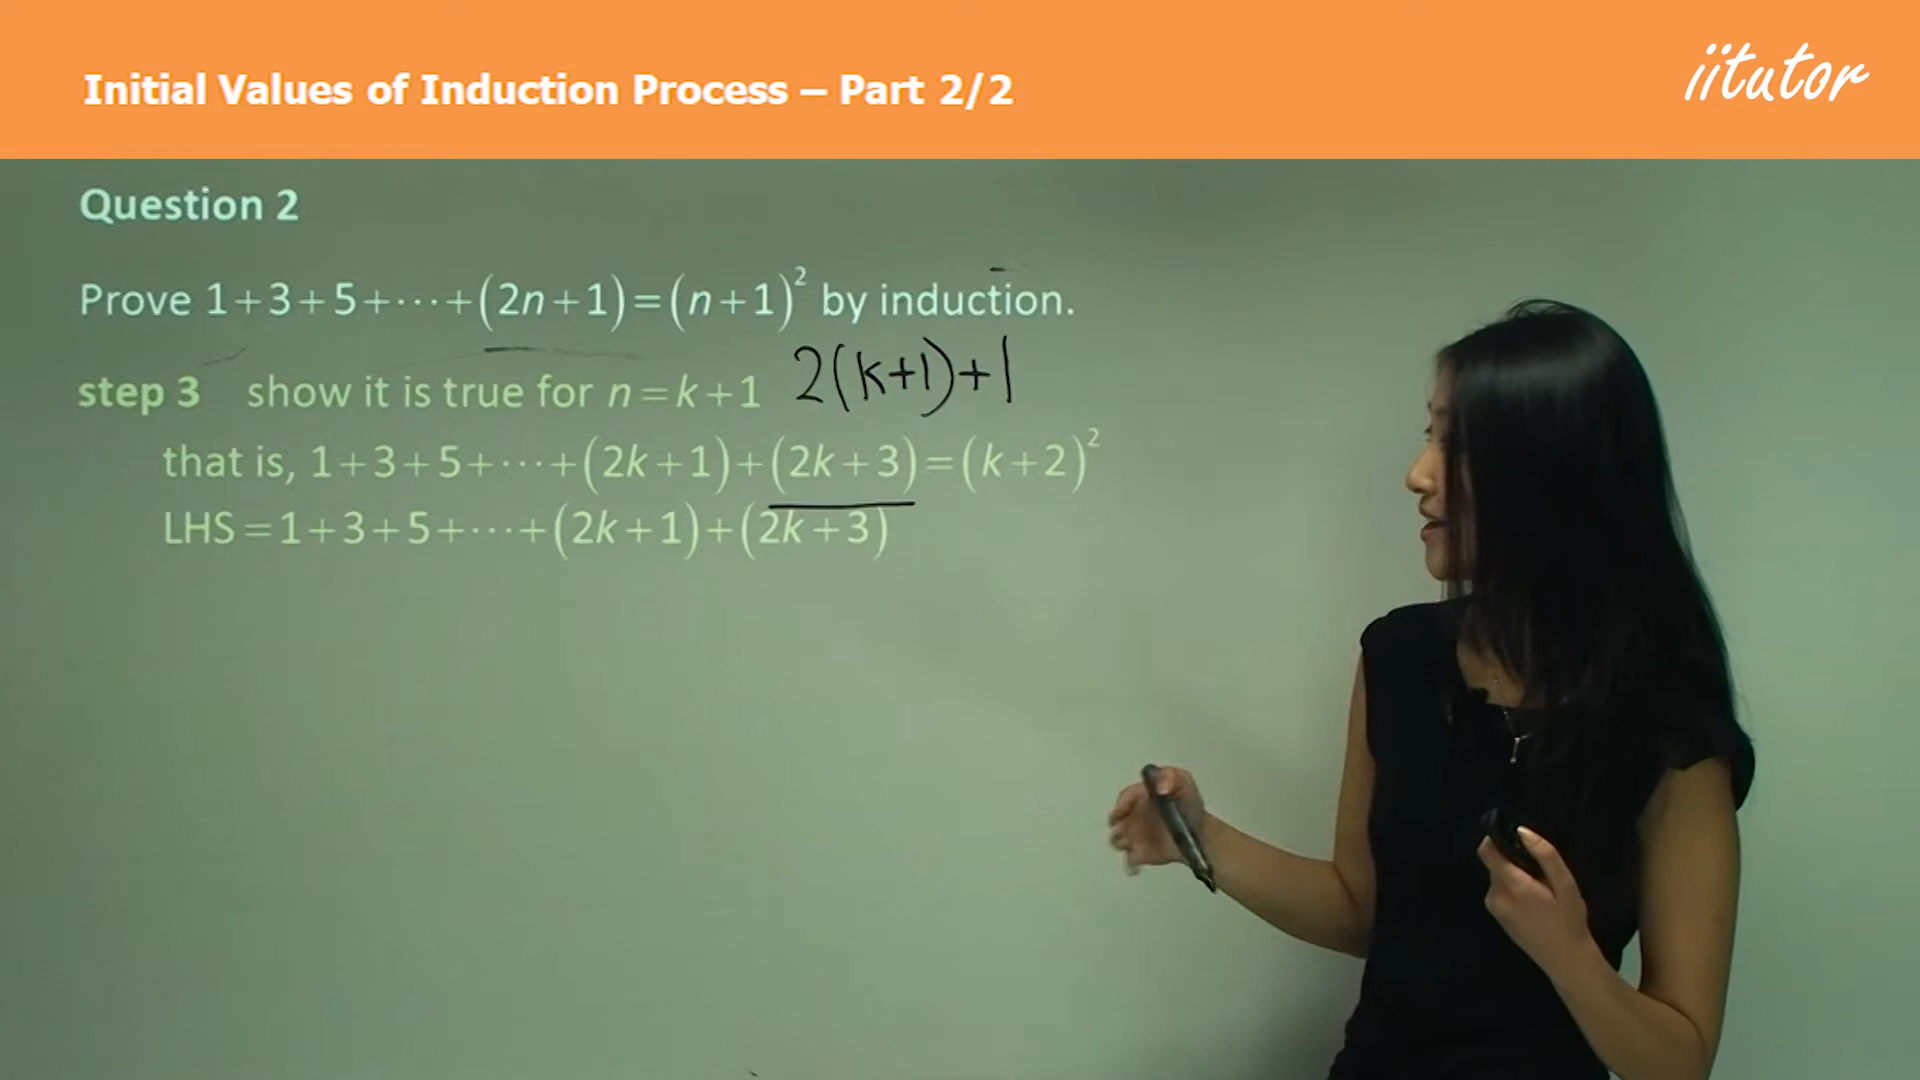 Initial Values of Induction Process – Part 2/2
iitutor
Question 2
Prove 1+3+5+⋯+(2n+1)=(n+1)² by induction.
step 3 show it is true for n=k+1 2(k+1)+1
that is, 1+3+5+⋯+(2k+1)+(2k+3)=(k+2)²
LHS=1+3+5+⋯+(2k+1)+(2k+3)